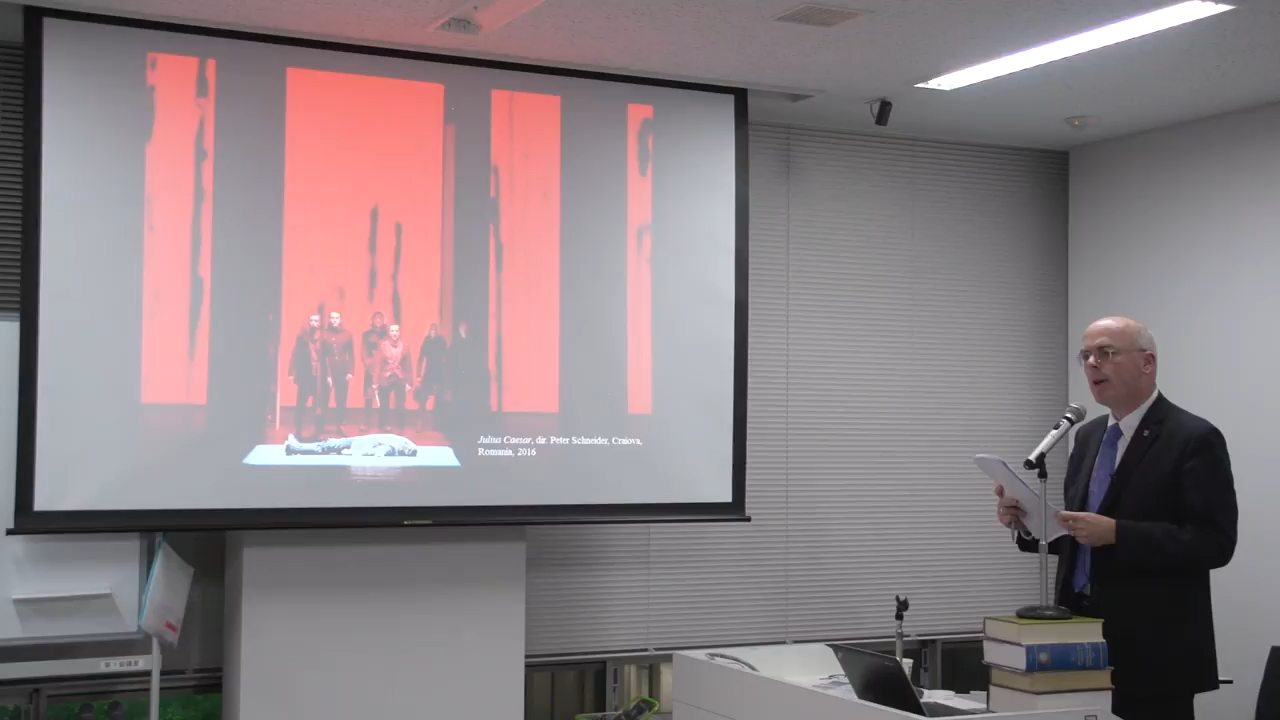 Julius Caesar, dir. Peter Schneider, Craiova,
Romania, 2016